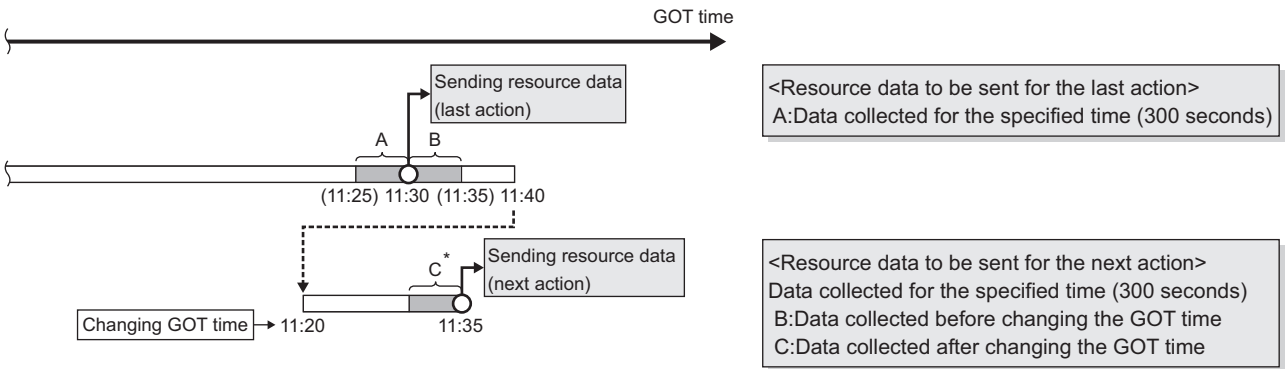 GOT time
Sending resource data
(last action)
<Resource data to be sent for the last action>
A:Data collected for the specified time (300 seconds)
A
B
(11:25) 11:30 (11:35) 11:40
Sending resource data
(next action)
C*
Changing GOT time
11:20
11:35
<Resource data to be sent for the next action>
Data collected for the specified time (300 seconds)
B:Data collected before changing the GOT time
C:Data collected after changing the GOT time